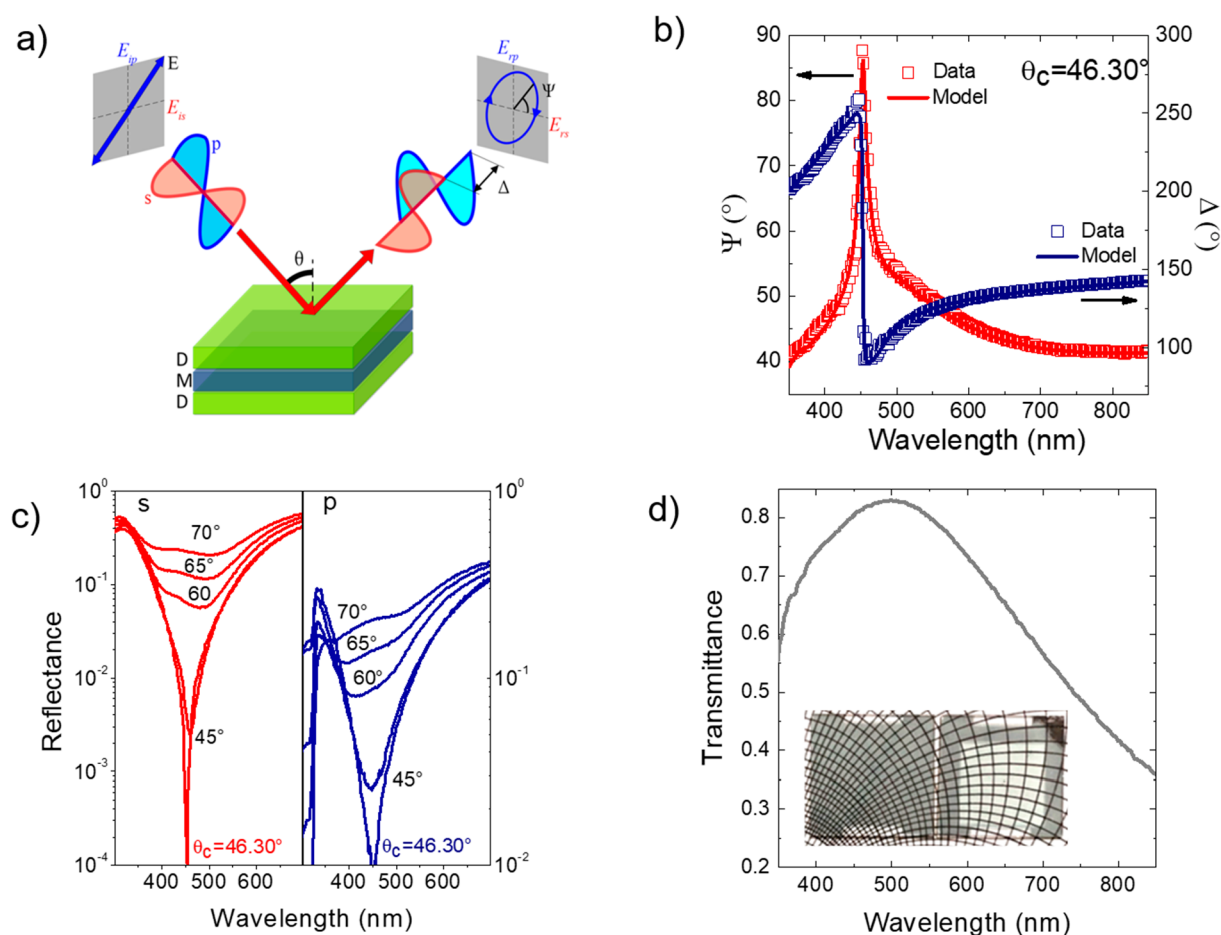 a)
E_ip
E
E_is
p
s
θ
E_rp
Ψ
E_rs
Δ
D
M
D
b)
90
80
70
60
50
40
Ψ (°)
300
250
200
150
100
Δ (°)
Data
Model
θ_c=46.30°
Data
Model
400 500 600 700 800
Wavelength (nm)
c)
10^0
10^-1
10^-2
10^-3
10^-4
Reflectance
s
70°
65°
60
45°
θ_c=46.30°
p
70°
65°
60°
45°
θ_c=46.30°
10^0
10^-1
10^-2
400 500 600 400 500 600
Wavelength (nm)
d)
0.8
0.7
0.6
0.5
0.4
0.3
0.2
Transmittance
400 500 600 700 800
Wavelength (nm)